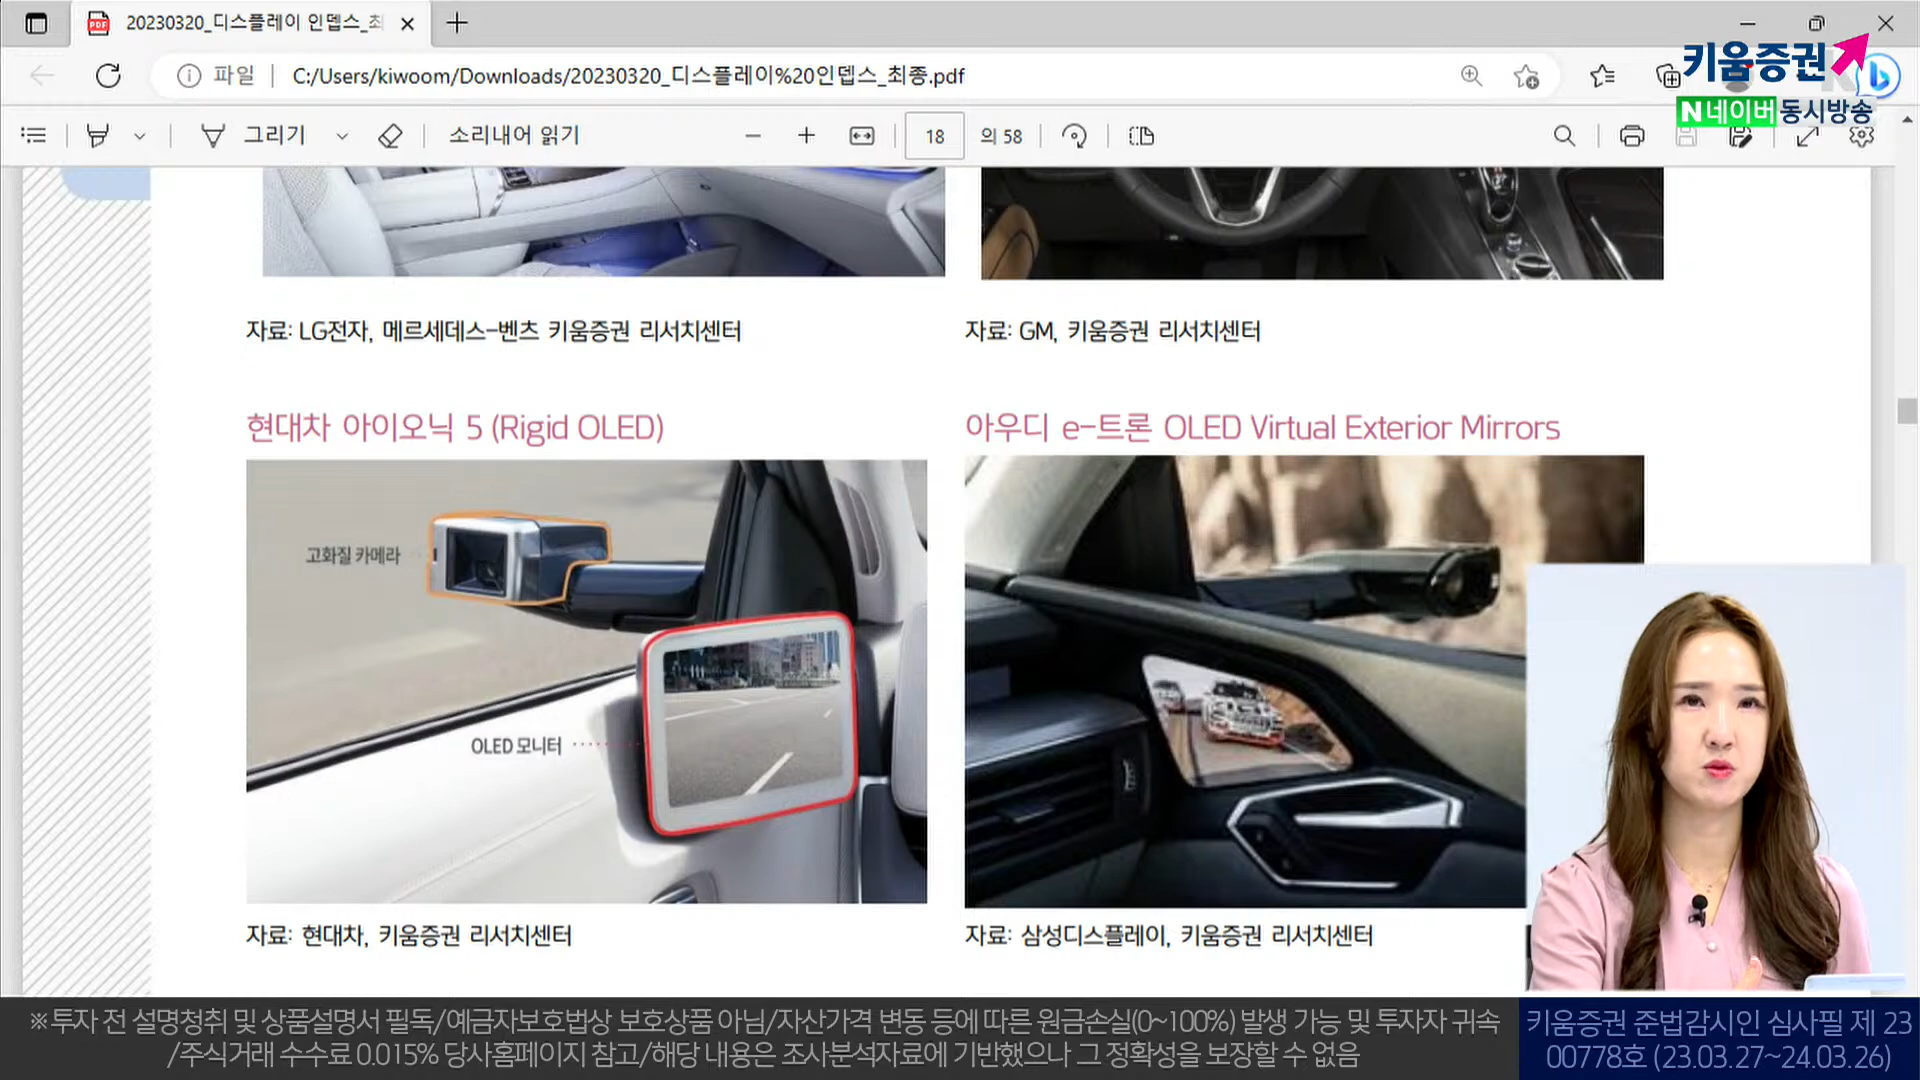 20230320_디스플레이 인뎁스_최
키움증권
파일
C:/Users/kiwoom/Downloads/20230320_디스플레이%20인뎁스_최종.pdf
N네이버동시방송
그리기
소리내어 읽기
18
의 58
자료: LG전자, 메르세데스-벤츠 키움증권 리서치센터
자료: GM, 키움증권 리서치센터
현대차 아이오닉 5 (Rigid OLED)
아우디 e-트론 OLED Virtual Exterior Mirrors
고화질 카메라
OLED 모니터
자료: 현대차, 키움증권 리서치센터
자료: 삼성디스플레이, 키움증권 리서치센터
※투자 전 설명청취 및 상품설명서 필독/예금자보호법상 보호상품 아님/자산가격 변동 등에 따른 원금손실(0~100%) 발생 가능 및 투자자 귀속
/주식거래 수수료 0.015% 당사홈페이지 참고/해당 내용은 조사분석자료에 기반했으나 그 정확성을 보장할 수 없음
키움증권 준법감시인 심사필 제 23
00778호 (23.03.27~24.03.26)